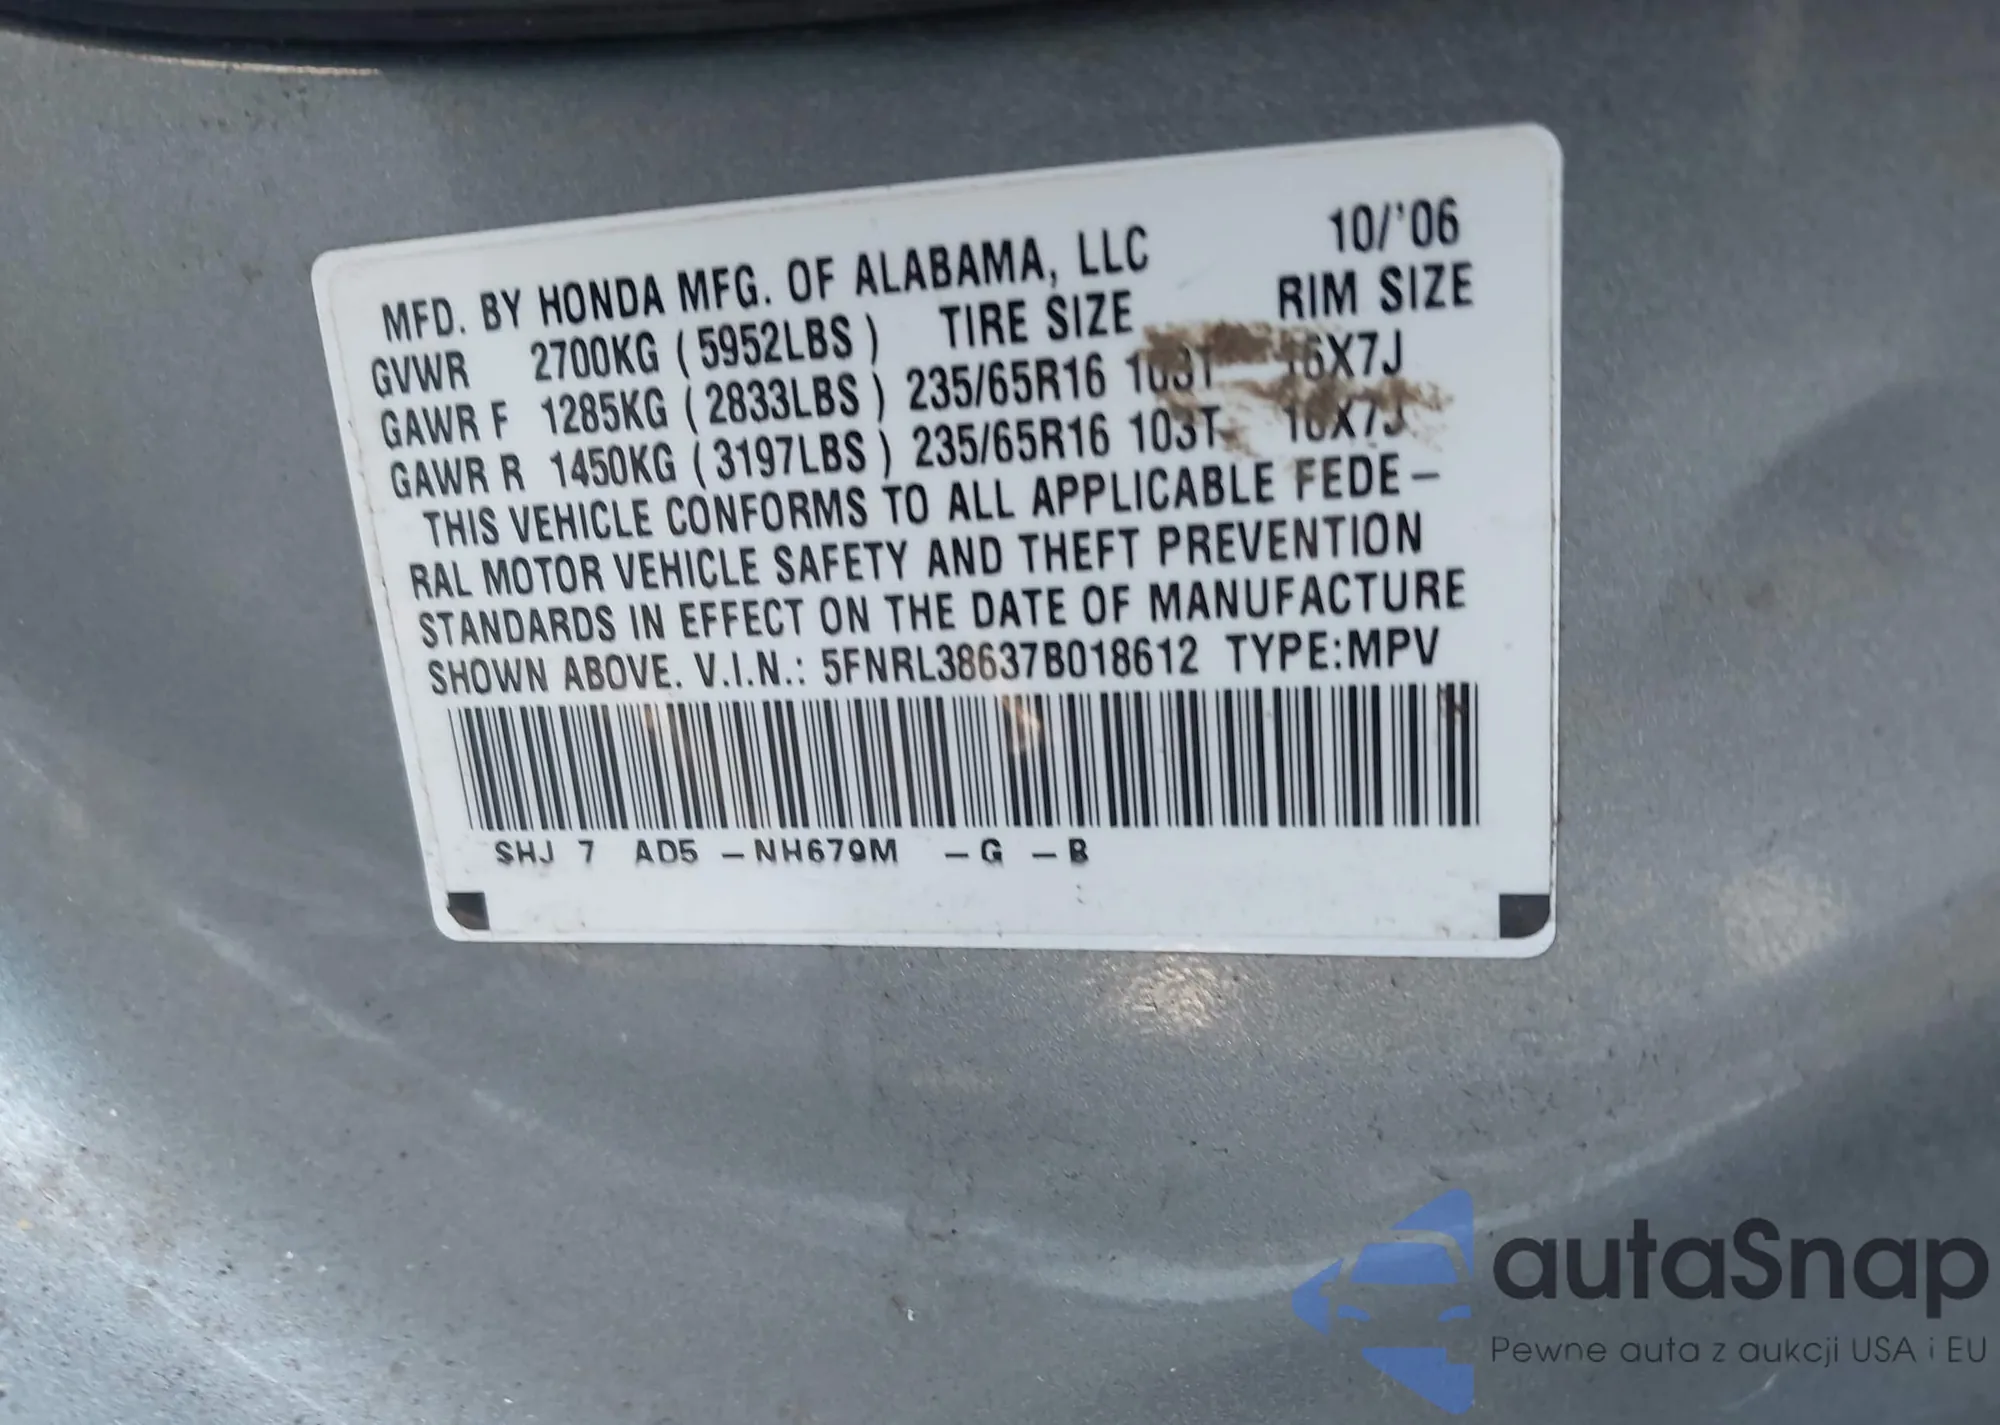 MFD. BY HONDA MFG. OF ALABAMA, LLC 10/'06
GVWR 2700KG (5952LBS) TIRE SIZE RIM SIZE
GAWR F 1285KG (2833LBS) 235/65R16 103T 16X7J
GAWR R 1450KG (3197LBS) 235/65R16 103T 16X7J
THIS VEHICLE CONFORMS TO ALL APPLICABLE FEDE-
RAL MOTOR VEHICLE SAFETY AND THEFT PREVENTION
STANDARDS IN EFFECT ON THE DATE OF MANUFACTURE
SHOWN ABOVE. V.I.N.: 5FNRL38637B018612 TYPE:MPV
SHJ 7 AD5 -NH679M -G -B
autaSnap
Pewne auta z aukcji USA i EU